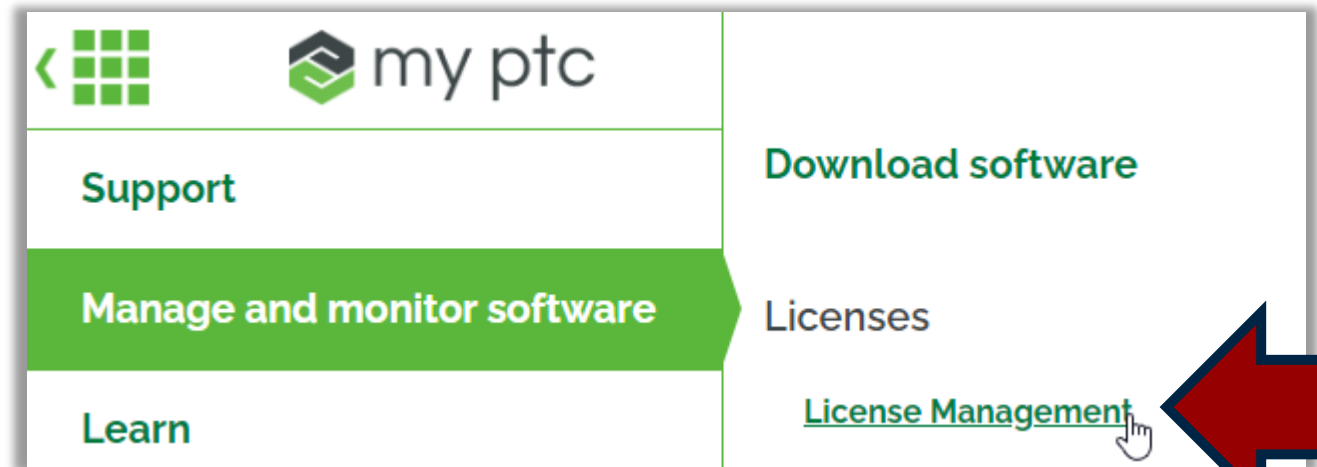 my ptc
Support
Manage and monitor software
Learn
Download software
Licenses
License Management